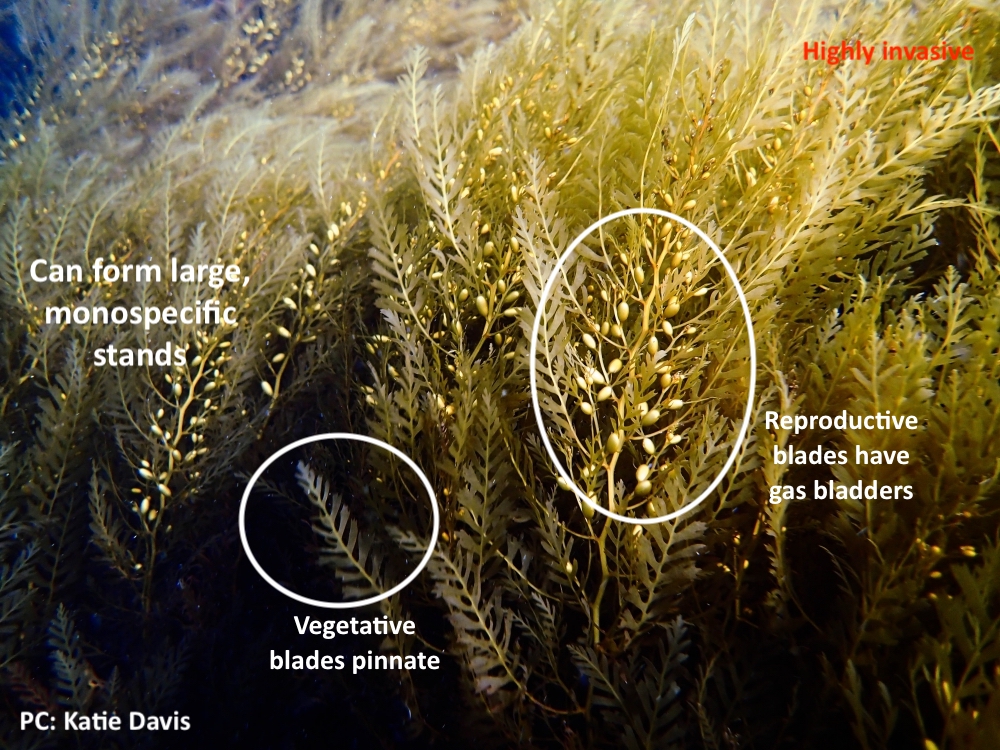 Highly invasive
Can form large,
monospecific
stands
Reproductive
blades have
gas bladders
Vegetative
blades pinnate
PC: Katie Davis